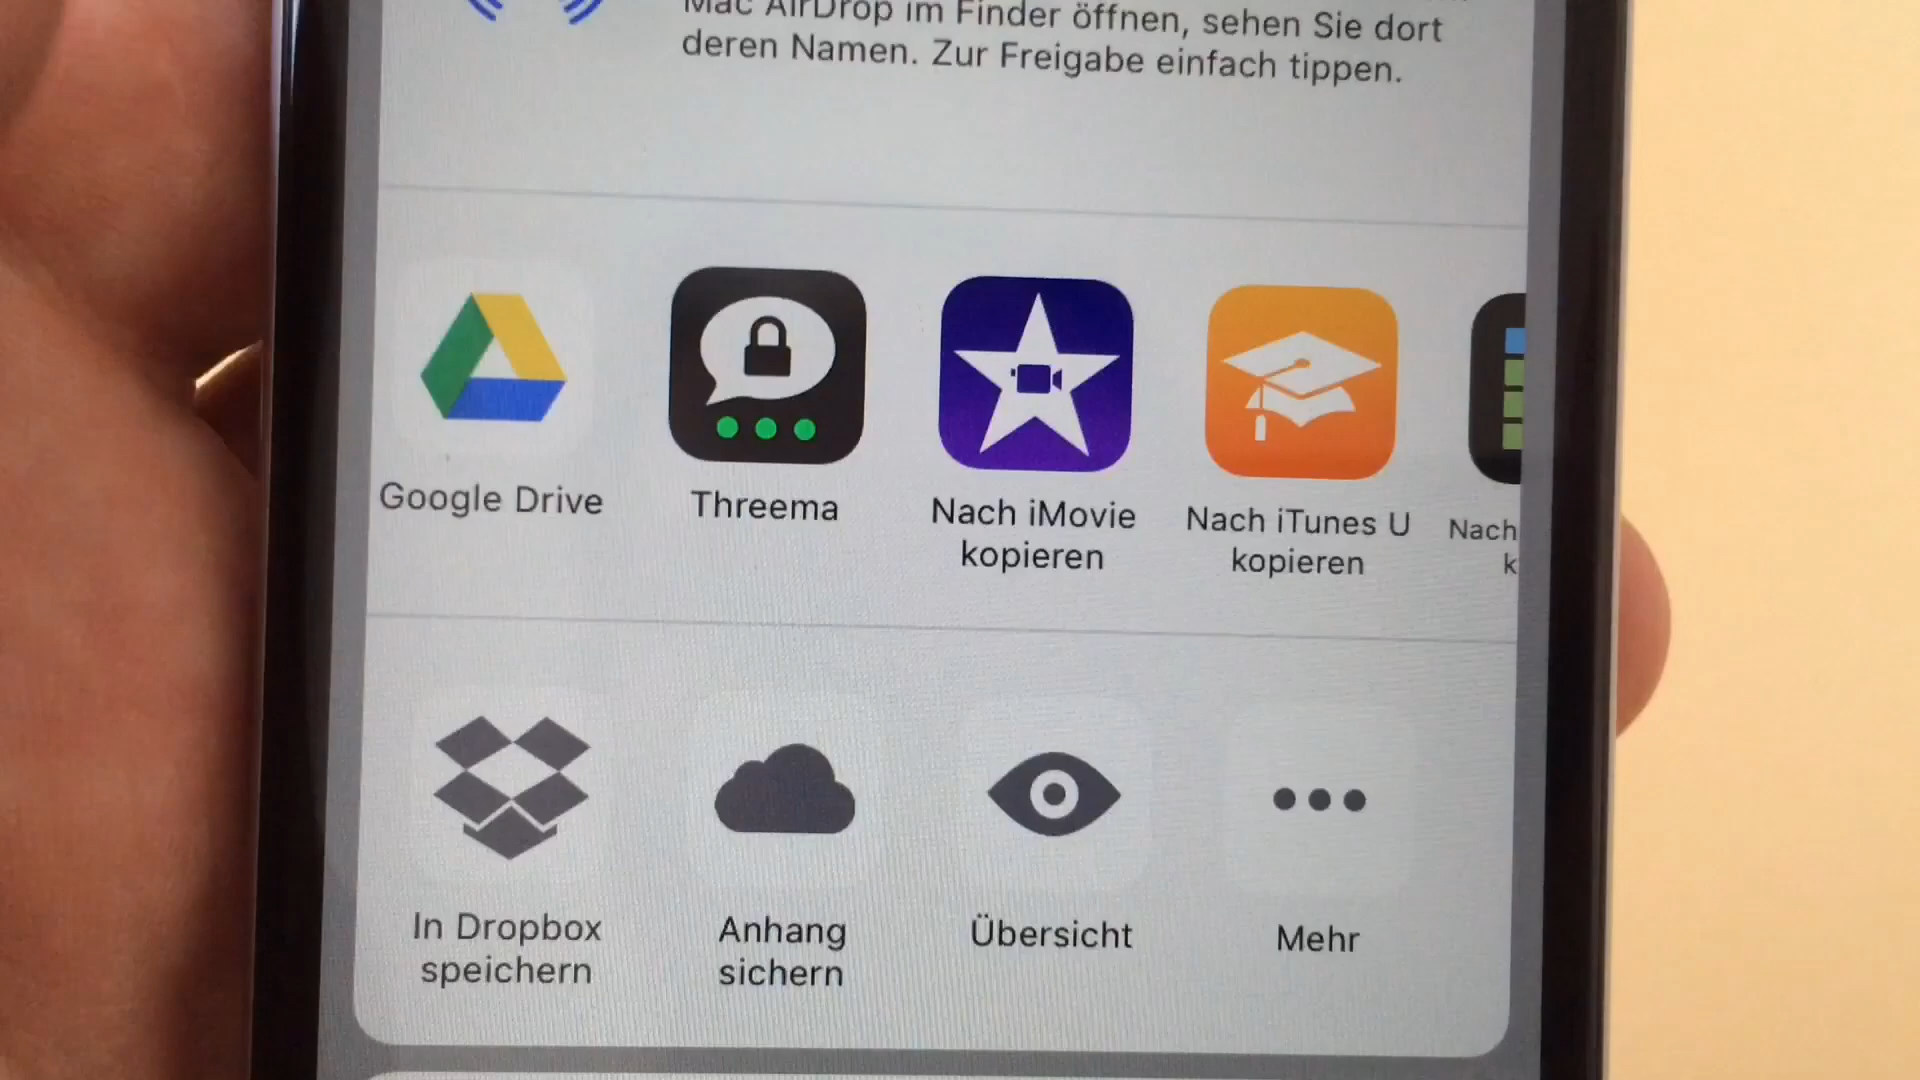 Mac AirDrop im Finder öffnen, sehen Sie dort
deren Namen. Zur Freigabe einfach tippen.
Google Drive
Threema
Nach iMovie
kopieren
Nach iTunes U
kopieren
Nach
k
In Dropbox
speichern
Anhang
sichern
Übersicht
Mehr